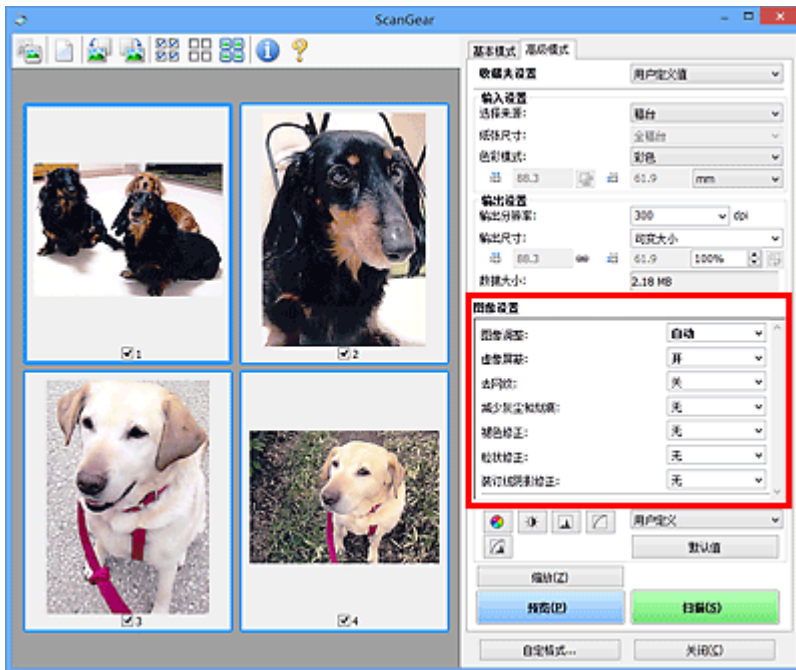 ScanGear
基本模式 高级模式
收藏夹设置 用户定义值
输入设置
选择来源: 稿台
纸张尺寸: 全稿台
色彩模式: 彩色
88.3 61.9 mm
输出设置
输出分辨率: 300 dpi
输出尺寸: 可变大小
88.3 61.9 100%
数据大小: 2.18 MB
图像设置
图像调整: 自动
虚像屏蔽: 开
去网纹: 关
减少灰尘和划痕: 无
褪色修正: 无
粒状修正: 无
装订线阴影修正: 无
用户定义
默认值
缩放(Z)
预览(P) 扫描(S)
自定模式... 关闭(C)
1
2
3
4